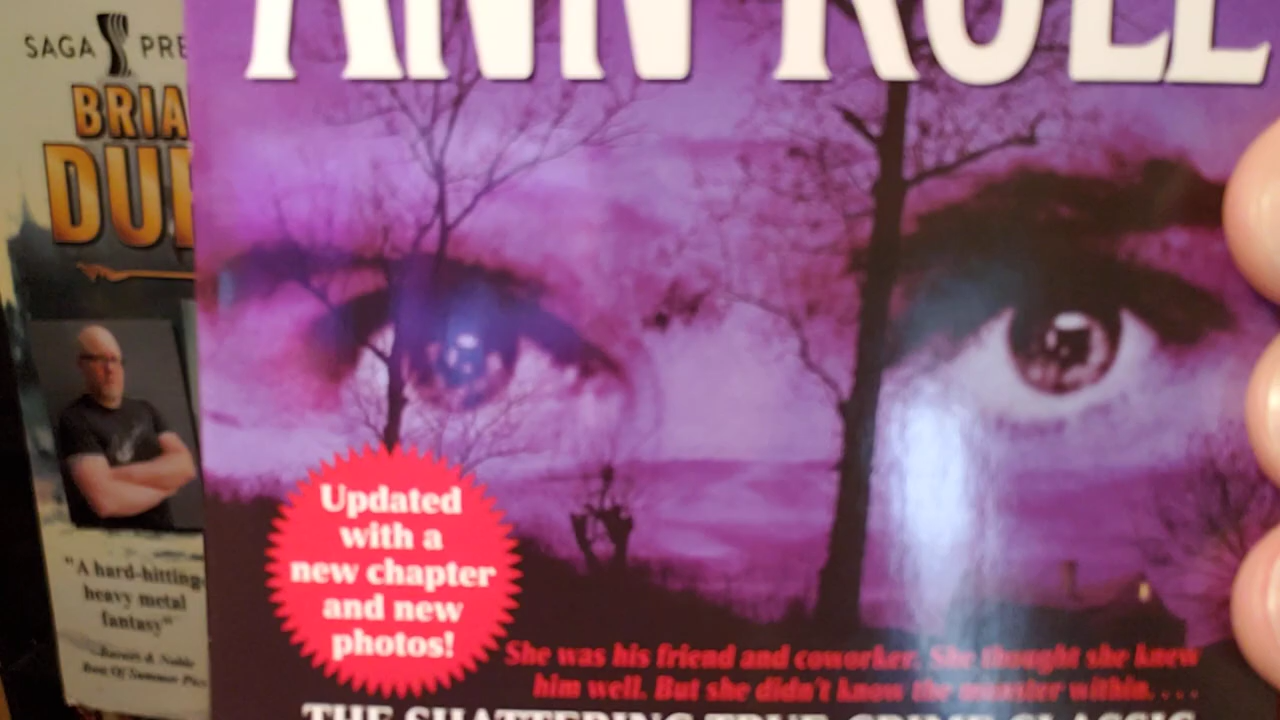 SAGA PRE
BRIA
DU
"A hard-hitting-
heavy metal
fantasy"
ANN RULE
Updated
with a
new chapter
and new
photos!
She was his friend and coworker. She thought she knew
him well. But she didn't know the monster within. . . .
THE SHATTERING TRUE CRIME CLASSIC